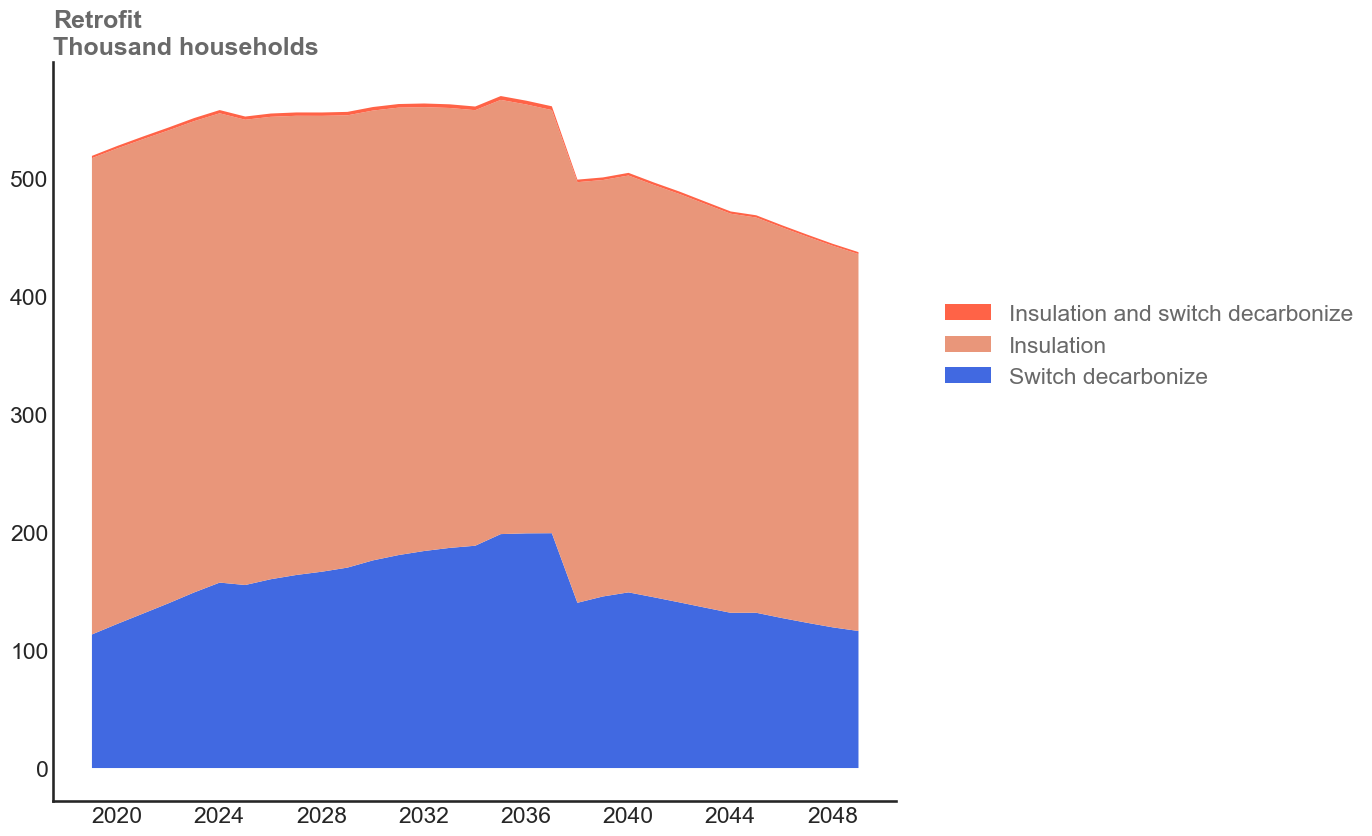 Retrofit
Thousand households
500
400
300
200
100
0
2020 2024 2028 2032 2036 2040 2044 2048
Insulation and switch decarbonize
Insulation
Switch decarbonize